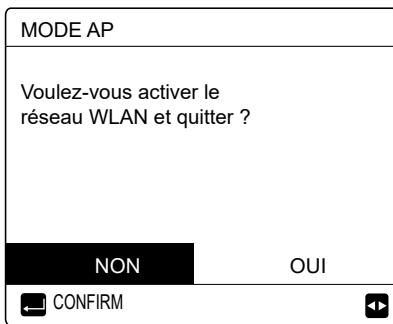 MODE AP
Voulez-vous activer le
réseau WLAN et quitter ?
NON OUI
CONFIRM